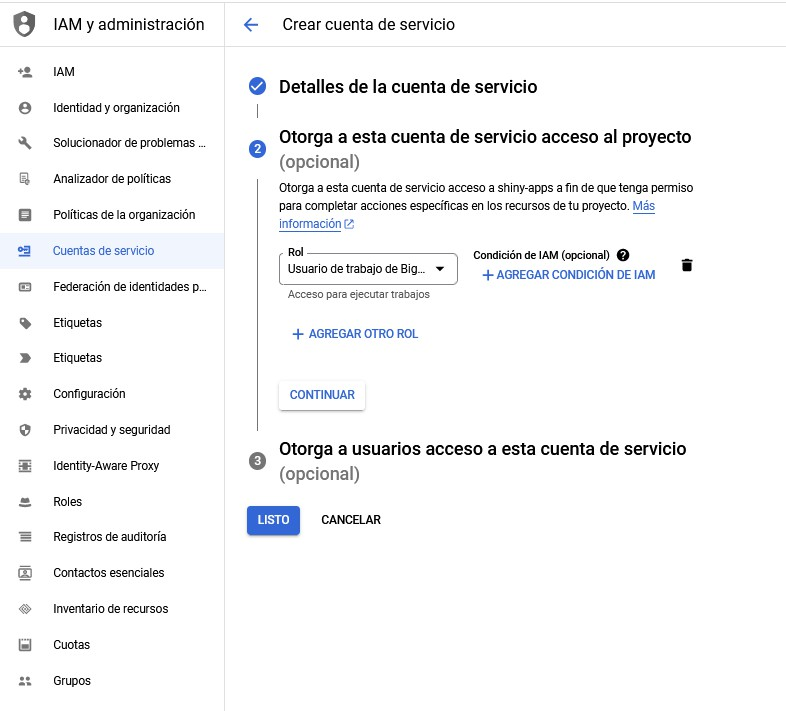 IAM y administración
IAM
Identidad y organización
Solucionador de problemas ...
Analizador de políticas
Políticas de la organización
Cuentas de servicio
Federación de identidades p...
Etiquetas
Etiquetas
Configuración
Privacidad y seguridad
Identity-Aware Proxy
Roles
Registros de auditoría
Contactos esenciales
Inventario de recursos
Cuotas
Grupos
Crear cuenta de servicio
Detalles de la cuenta de servicio
2 Otorga a esta cuenta de servicio acceso al proyecto
(opcional)
Otorga a esta cuenta de servicio acceso a shiny-apps a fin de que tenga permiso
para completar acciones específicas en los recursos de tu proyecto. Más
información
Rol
Usuario de trabajo de Big...
Acceso para ejecutar trabajos
Condición de IAM (opcional) ?
+ AGREGAR CONDICIÓN DE IAM
+ AGREGAR OTRO ROL
CONTINUAR
3 Otorga a usuarios acceso a esta cuenta de servicio
(opcional)
LISTO CANCELAR